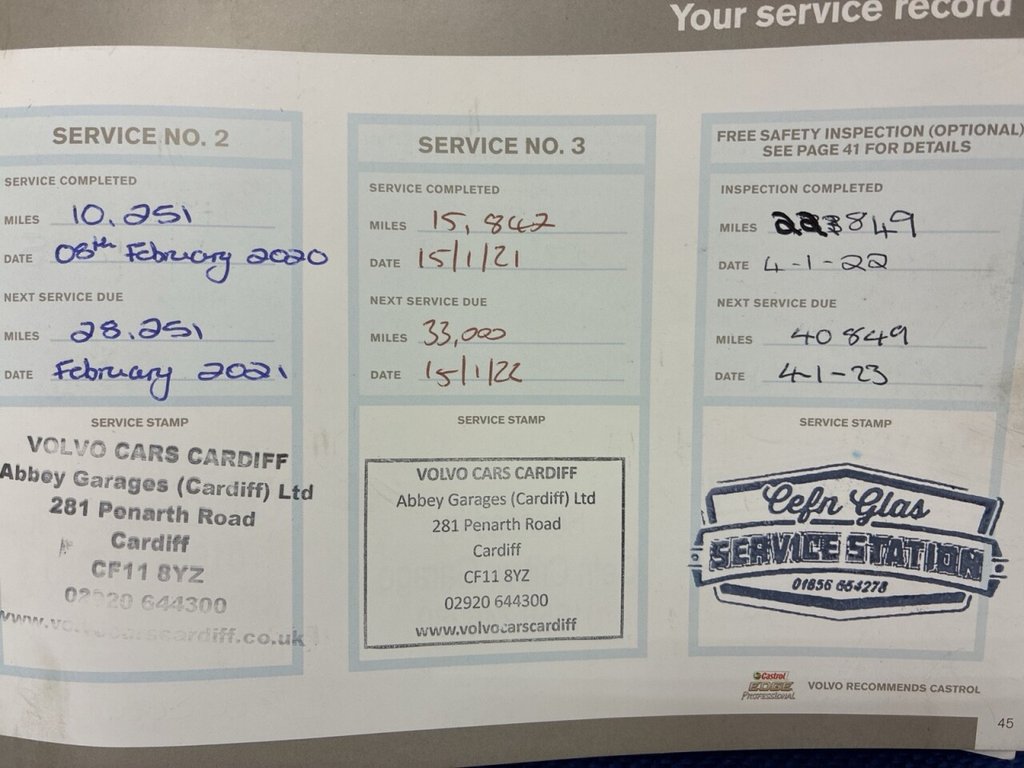 Your service record
SERVICE NO. 2
SERVICE COMPLETED
MILES 10.251
DATE 08th February 2020
NEXT SERVICE DUE
MILES 28.251
DATE February 2021
SERVICE STAMP
VOLVO CARS CARDIFF
Abbey Garages (Cardiff) Ltd
281 Penarth Road
Cardiff
CF11 8YZ
02920 644300
www.volvocarscardiff.co.uk
SERVICE NO. 3
SERVICE COMPLETED
MILES 15,842
DATE 15/1/21
NEXT SERVICE DUE
MILES 33,000
DATE 15/1/22
SERVICE STAMP
VOLVO CARS CARDIFF
Abbey Garages (Cardiff) Ltd
281 Penarth Road
Cardiff
CF11 8YZ
02920 644300
www.volvocarscardiff
FREE SAFETY INSPECTION (OPTIONAL)
SEE PAGE 41 FOR DETAILS
INSPECTION COMPLETED
MILES
DATE 4-1-22
NEXT SERVICE DUE
MILES 40849
DATE 4-1-23
SERVICE STAMP
Cefn Glas
SERVICE STATION
01656 654278
Castrol
EDGE
PROFESSIONAL
VOLVO RECOMMENDS CASTROL
45